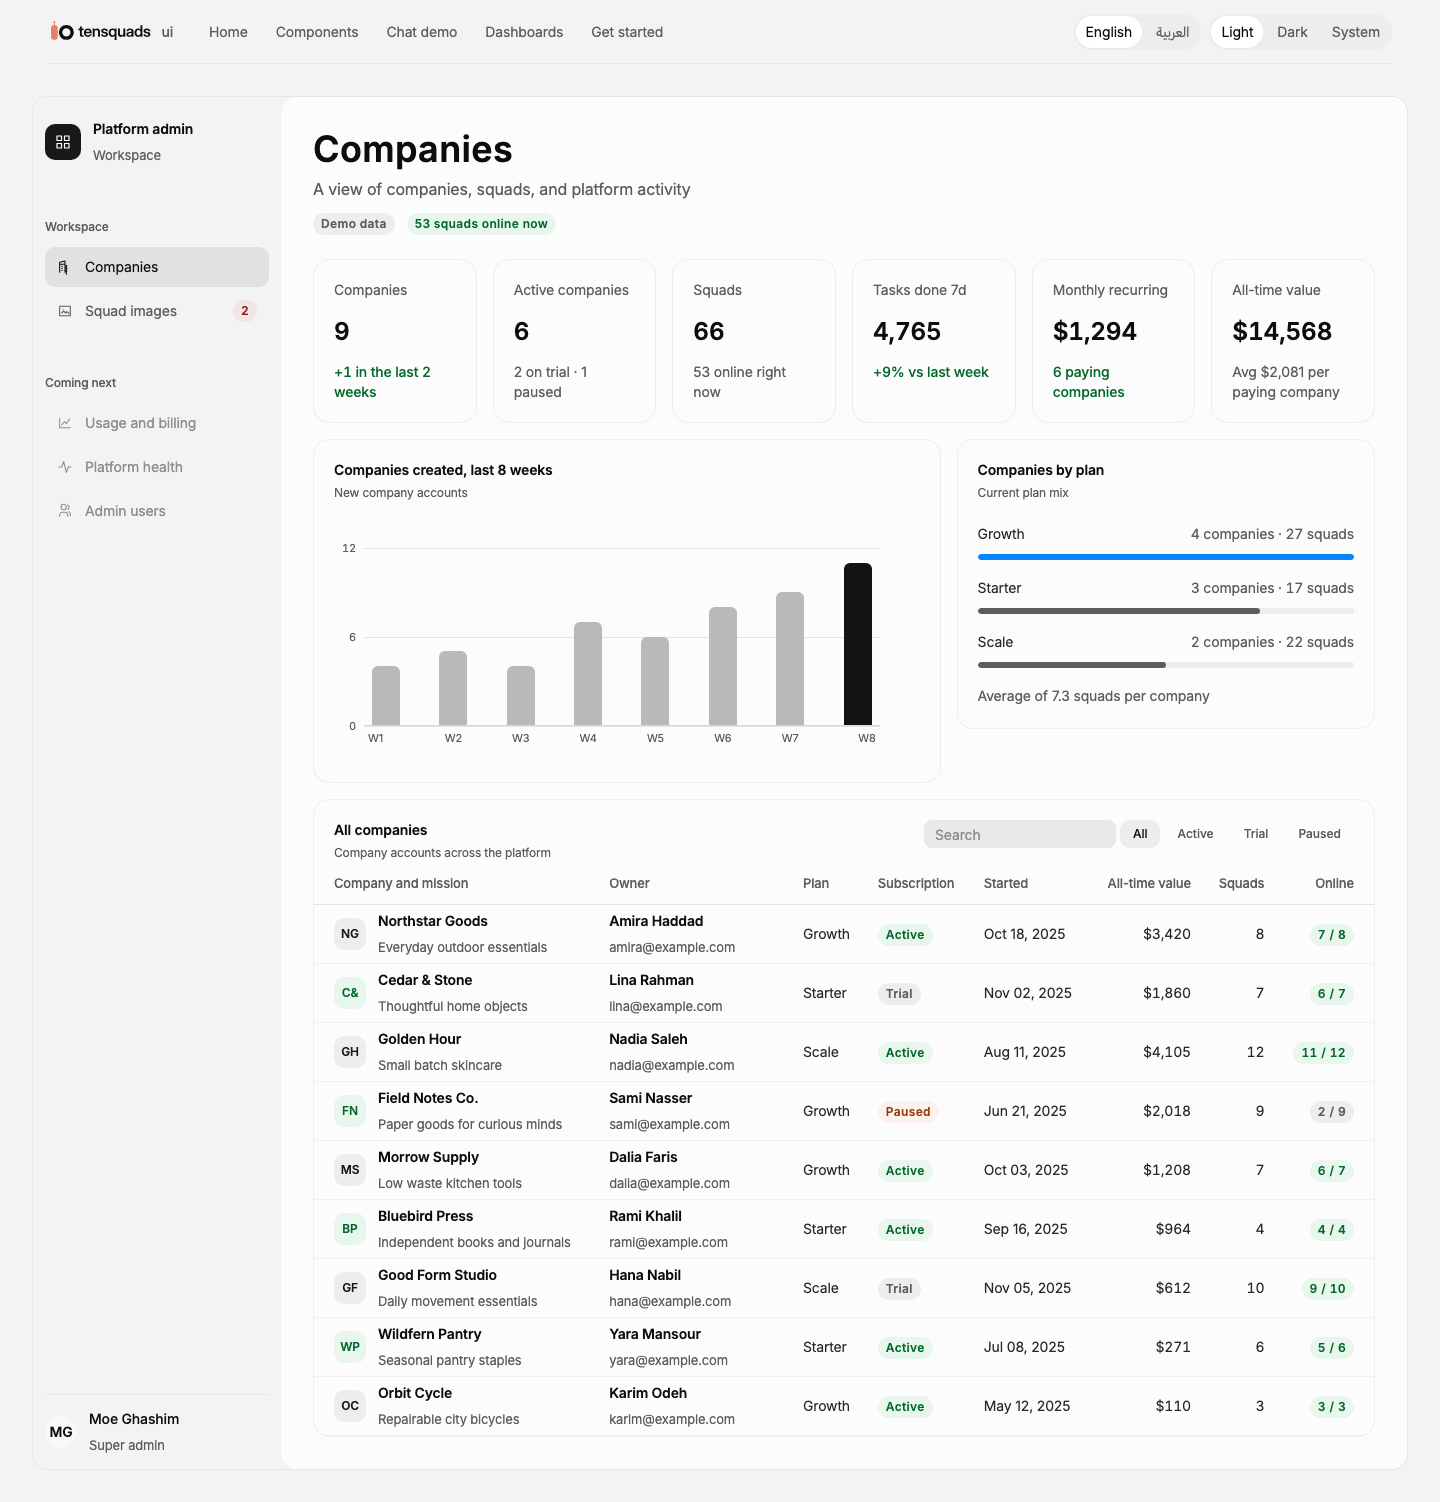 tensquads ui
Home
Components
Chat demo
Dashboards
Get started
English
العربية
Light
Dark
System
Platform admin
Workspace
Workspace
Companies
Squad images
2
Coming next
Usage and billing
Platform health
Admin users
MG
Moe Ghashim
Super admin
Companies
A view of companies, squads, and platform activity
Demo data
53 squads online now
Companies
9
+1 in the last 2
weeks
Active companies
6
2 on trial · 1
paused
Squads
66
53 online right
now
Tasks done 7d
4,765
+9% vs last week
Monthly recurring
$1,294
6 paying
companies
All-time value
$14,568
Avg $2,081 per
paying company
Companies created, last 8 weeks
New company accounts
12
6
0
W1 W2 W3 W4 W5 W6 W7 W8
Companies by plan
Current plan mix
Growth 4 companies · 27 squads
Starter 3 companies · 17 squads
Scale 2 companies · 22 squads
Average of 7.3 squads per company
All companies
Company accounts across the platform
Search
All
Active
Trial
Paused
Company and mission Owner Plan Subscription Started All-time value Squads Online
NG Northstar Goods Amira Haddad Growth Active Oct 18, 2025 $3,420 8 7 / 8
Everyday outdoor essentials amira@example.com
C& Cedar & Stone Lina Rahman Starter Trial Nov 02, 2025 $1,860 7 6 / 7
Thoughtful home objects lina@example.com
GH Golden Hour Nadia Saleh Scale Active Aug 11, 2025 $4,105 12 11 / 12
Small batch skincare nadia@example.com
FN Field Notes Co. Sami Nasser Growth Paused Jun 21, 2025 $2,018 9 2 / 9
Paper goods for curious minds sami@example.com
MS Morrow Supply Dalia Faris Growth Active Oct 03, 2025 $1,208 7 6 / 7
Low waste kitchen tools dalia@example.com
BP Bluebird Press Rami Khalil Starter Active Sep 16, 2025 $964 4 4 / 4
Independent books and journals rami@example.com
GF Good Form Studio Hana Nabil Scale Trial Nov 05, 2025 $612 10 9 / 10
Daily movement essentials hana@example.com
WP Wildfern Pantry Yara Mansour Starter Active Jul 08, 2025 $271 6 5 / 6
Seasonal pantry staples yara@example.com
OC Orbit Cycle Karim Odeh Growth Active May 12, 2025 $110 3 3 / 3
Repairable city bicycles karim@example.com